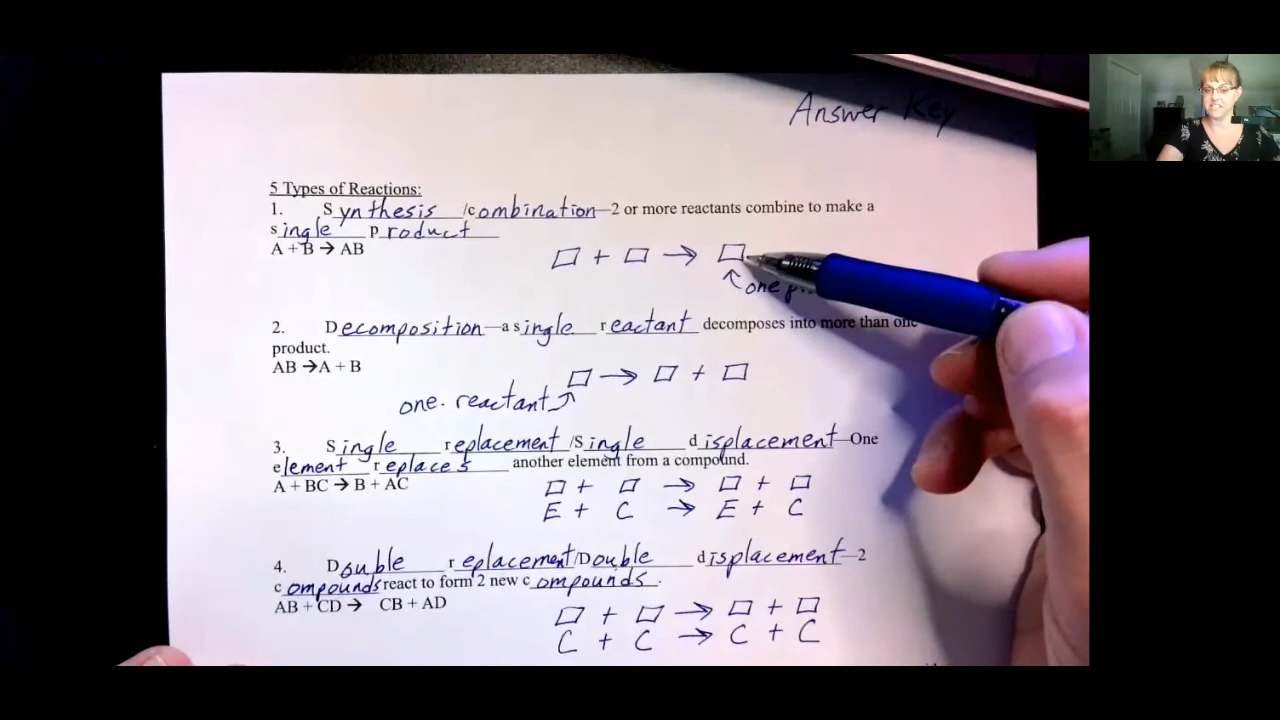 Answer Key
5 Types of Reactions:
1. Synthesis /combination—2 or more reactants combine to make a
single product
A + B → AB
□ + □ → □
↑ one
2. Decomposition—a single reactant decomposes into more than one
product.
AB → A + B
□ → □ + □
one reactant ↑
3. Single replacement/Single displacement—One
element replaces another element from a compound.
A + BC → B + AC
□ + □ → □ + □
E + C → E + C
4. Double replacement/Double displacement—2
compounds react to form 2 new compounds.
AB + CD → CB + AD
□ + □ → □ + □
C + C → C + C